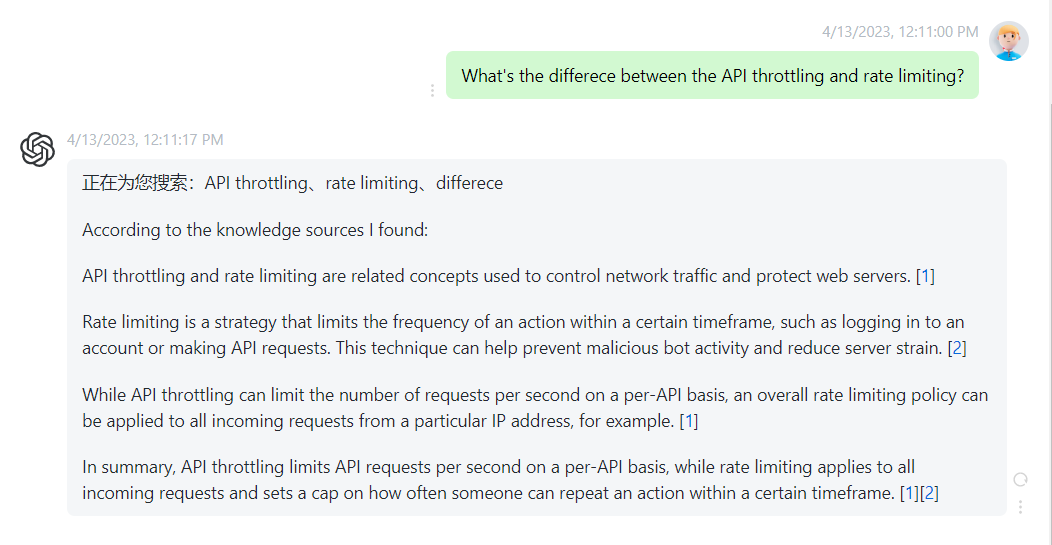 4/13/2023, 12:11:00 PM
What's the differece between the API throttling and rate limiting?
4/13/2023, 12:11:17 PM
正在为您搜索：API throttling、rate limiting、differece
According to the knowledge sources I found:
API throttling and rate limiting are related concepts used to control network traffic and protect web servers. [1]
Rate limiting is a strategy that limits the frequency of an action within a certain timeframe, such as logging in to an
account or making API requests. This technique can help prevent malicious bot activity and reduce server strain. [2]
While API throttling can limit the number of requests per second on a per-API basis, an overall rate limiting policy can
be applied to all incoming requests from a particular IP address, for example. [1]
In summary, API throttling limits API requests per second on a per-API basis, while rate limiting applies to all
incoming requests and sets a cap on how often someone can repeat an action within a certain timeframe. [1][2]